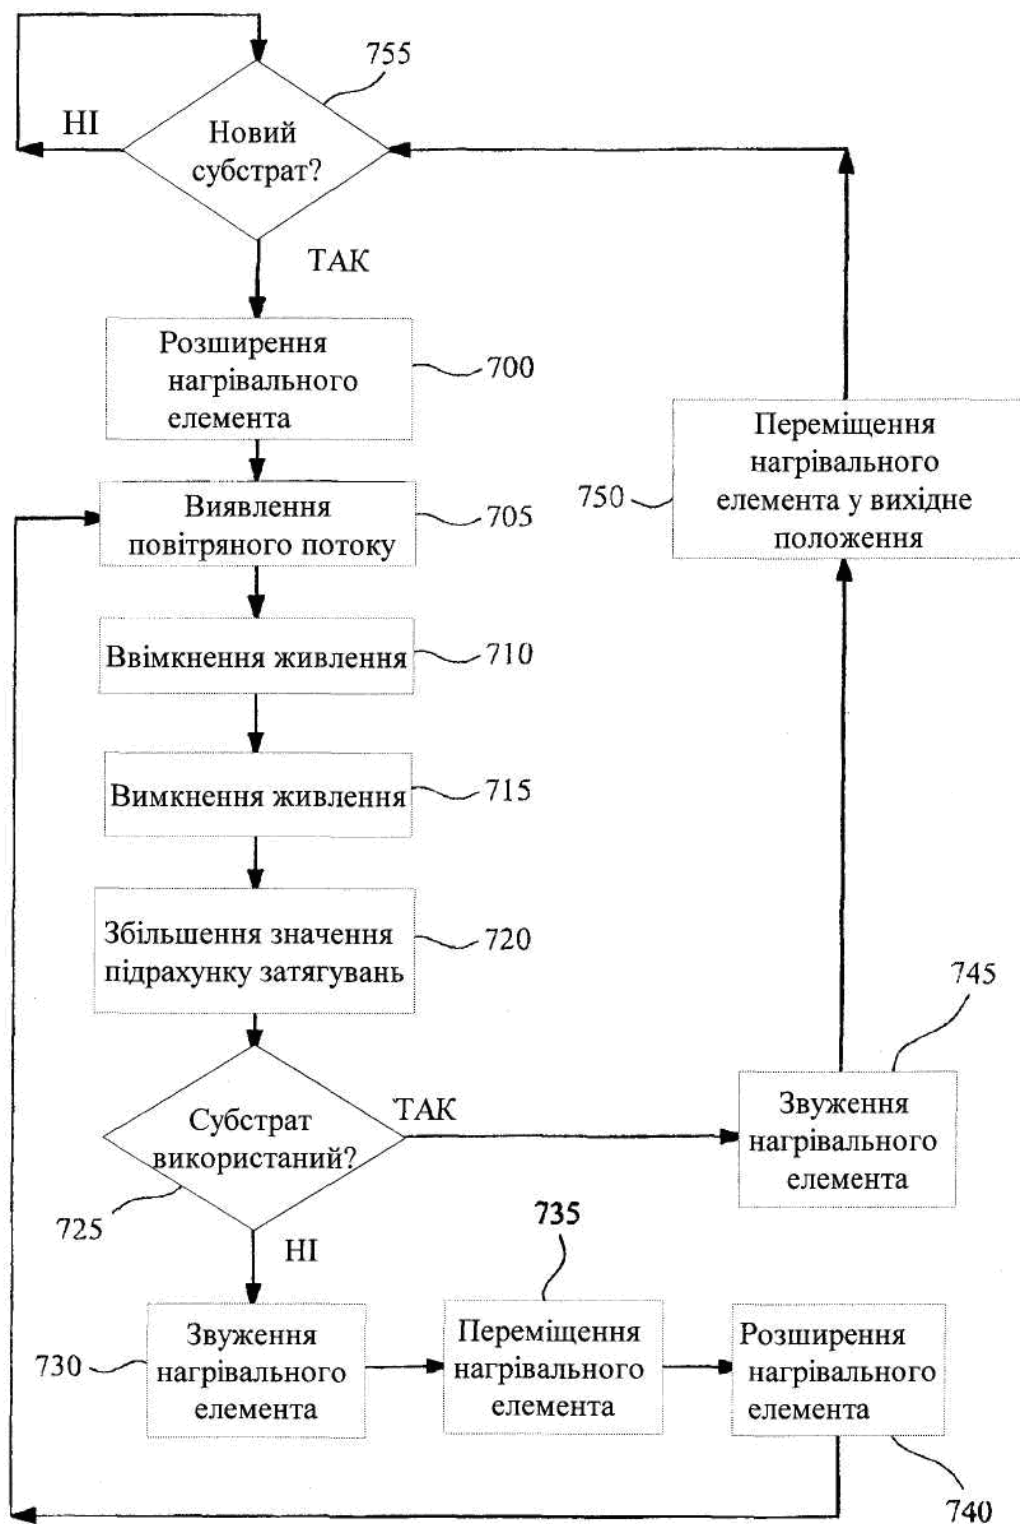 755
НІ
Новий
субстрат?
ТАК
Розширення
нагрівального
елемента
700
Переміщення
нагрівального
елемента у вихідне
положення
750
Виявлення
повітряного потоку
705
Ввімкнення живлення
710
Вимкнення живлення
715
Збільшення значення
підрахунку затягувань
720
745
Субстрат
використаний?
ТАК
Звуження
нагрівального
елемента
725
НІ
735
730
Звуження
нагрівального
елемента
Переміщення
нагрівального
елемента
Розширення
нагрівального
елемента
740